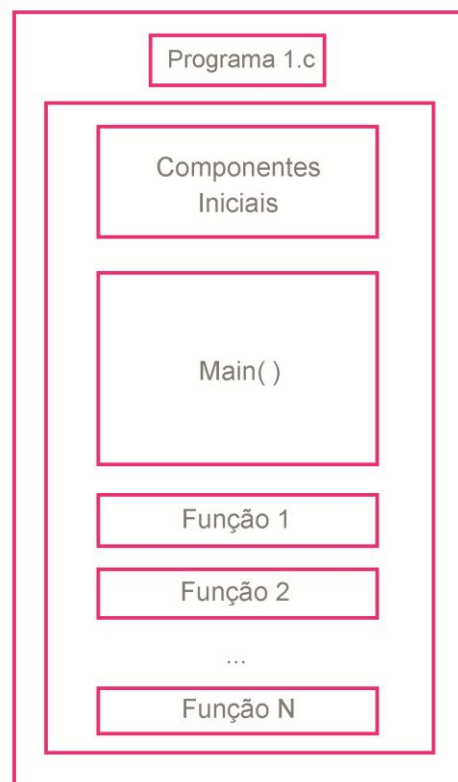 Programa 1.c
Componentes
Iniciais
Main( )
Função 1
Função 2
...
Função N